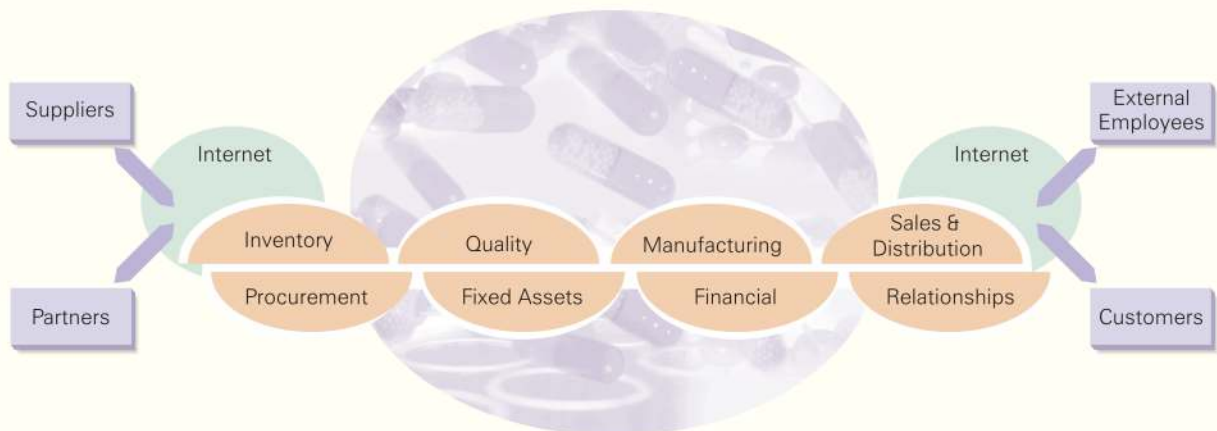 Suppliers
Internet
Partners
Inventory
Quality
Manufacturing
Sales &
Distribution
Procurement
Fixed Assets
Financial
Relationships
Internet
External
Employees
Customers